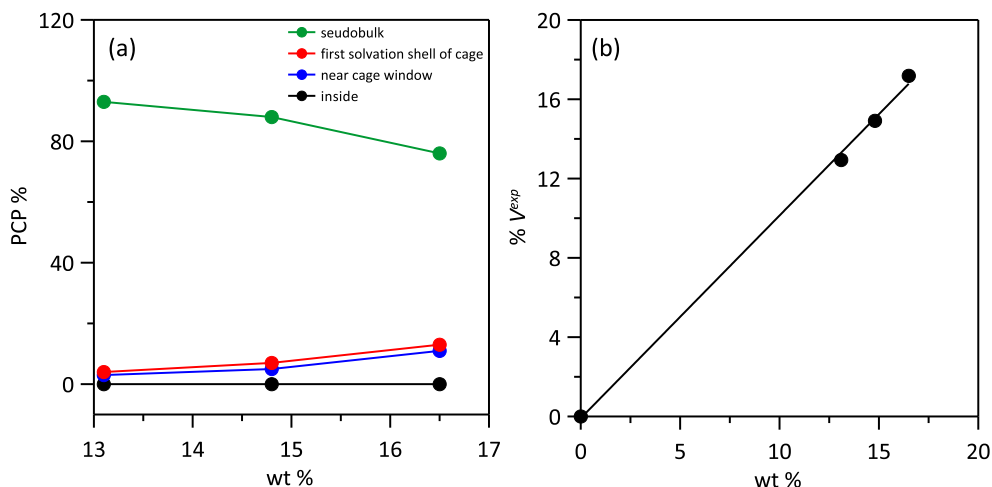 120
80
40
0
PCP %
(a)
seudobulk
first solvation shell of cage
near cage window
inside
13
14
15
16
17
wt %
20
16
12
8
4
0
% V^exp
(b)
0
5
10
15
20
wt %